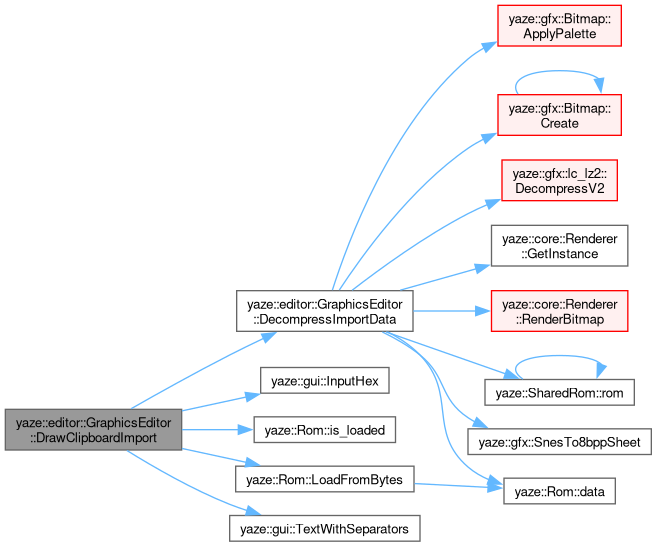 yaze::gfx::Bitmap::
ApplyPalette
yaze::gfx::Bitmap::
Create
yaze::gfx::lc_lz2::
DecompressV2
yaze::core::Renderer
::GetInstance
yaze::editor::GraphicsEditor
::DecompressImportData
yaze::core::Renderer
::RenderBitmap
yaze::gui::InputHex
yaze::SharedRom::rom
yaze::editor::GraphicsEditor
::DrawClipboardImport
yaze::Rom::is_loaded
yaze::gfx::SnesTo8bppSheet
yaze::Rom::LoadFromBytes
yaze::Rom::data
yaze::gui::TextWithSeparators